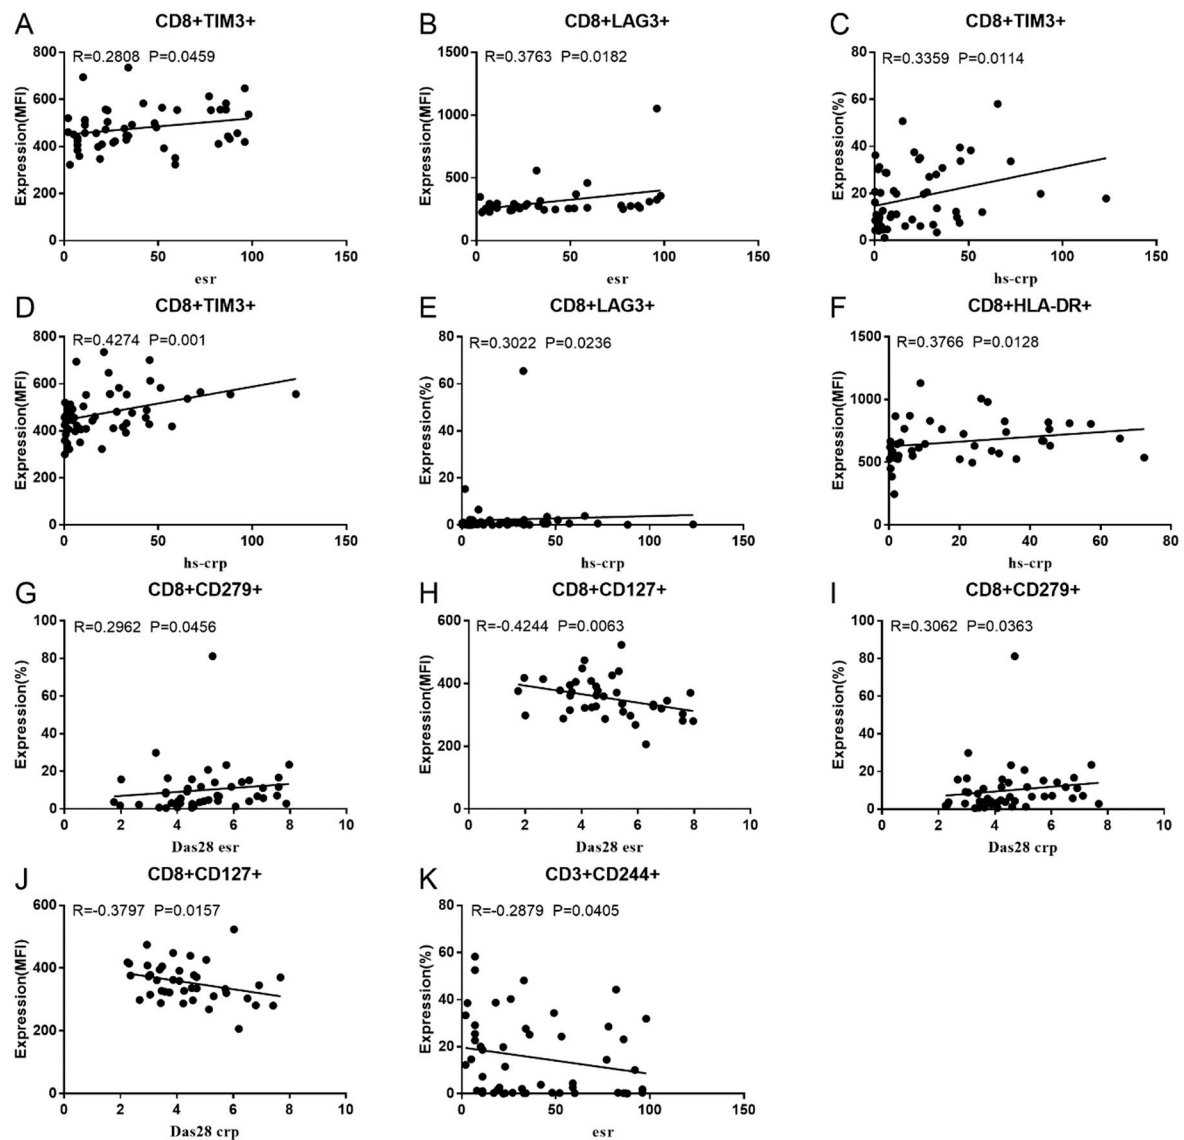 A CD8+TIM3+
R=0.2808 P=0.0459
Expression(MFI)
800
600
400
200
0
0 50 100 150
esr
B CD8+LAG3+
R=0.3763 P=0.0182
Expression(MFI)
1500
1000
500
0
0 50 100 150
esr
C CD8+TIM3+
R=0.3359 P=0.0114
Expression(%)
80
60
40
20
0
0 50 100 150
hs-crp
D CD8+TIM3+
R=0.4274 P=0.001
Expression(MFI)
800
600
400
200
0
0 50 100 150
hs-crp
E CD8+LAG3+
R=0.3022 P=0.0236
Expression(%)
80
60
40
20
0
0 50 100 150
hs-crp
F CD8+HLA-DR+
R=0.3766 P=0.0128
Expression(MFI)
1500
1000
500
0
0 20 40 60 80
hs-crp
G CD8+CD279+
R=0.2962 P=0.0456
Expression(%)
100
80
60
40
20
0
0 2 4 6 8 10
Das28 esr
H CD8+CD127+
R=-0.4244 P=0.0063
Expression(MFI)
600
400
200
0
0 2 4 6 8 10
Das28 esr
I CD8+CD279+
R=0.3062 P=0.0363
Expression(%)
100
80
60
40
20
0
0 2 4 6 8 10
Das28 crp
J CD8+CD127+
R=-0.3797 P=0.0157
Expression(MFI)
600
400
200
0
0 2 4 6 8 10
Das28 crp
K CD3+CD244+
R=-0.2879 P=0.0405
Expression(%)
80
60
40
20
0
0 50 100 150
esr